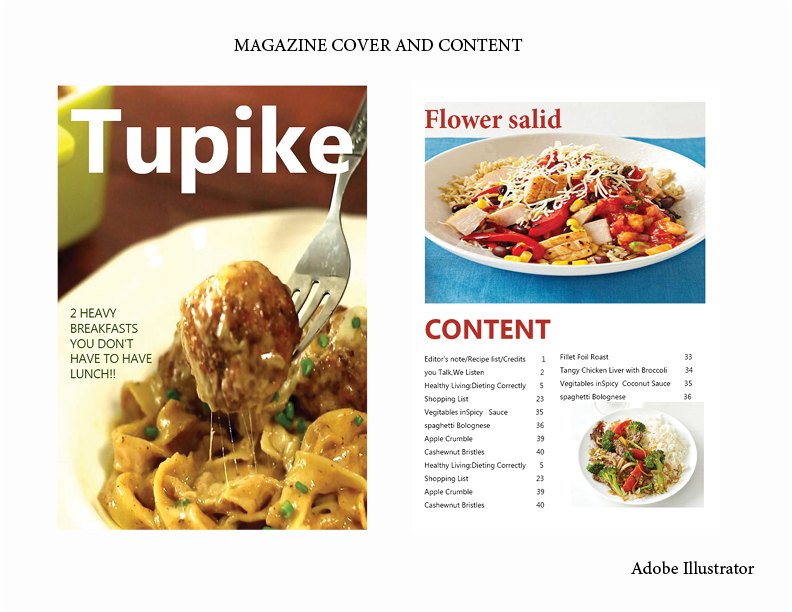 MAGAZINE COVER AND CONTENT
Tupike
2 HEAVY
BREAKFASTS
YOU DON'T
HAVE TO HAVE
LUNCH!!
Flower salid
CONTENT
Editor's note/Recipe list/Credits 1
you Talk,We Listen 2
Healthy Living:Dieting Correctly 5
Shopping List 23
Vegitables inSpicy Sauce 35
spaghetti Bolognese 36
Apple Crumble 39
Cashewnut Bristles 40
Healthy Living:Dieting Correctly 5
Shopping List 23
Apple Crumble 39
Cashewnut Bristles 40
Fillet Foil Roast 33
Tangy Chicken Liver with Broccoli 34
Vegitables inSpicy Coconut Sauce 35
spaghetti Bolognese 36
Adobe Illustrator